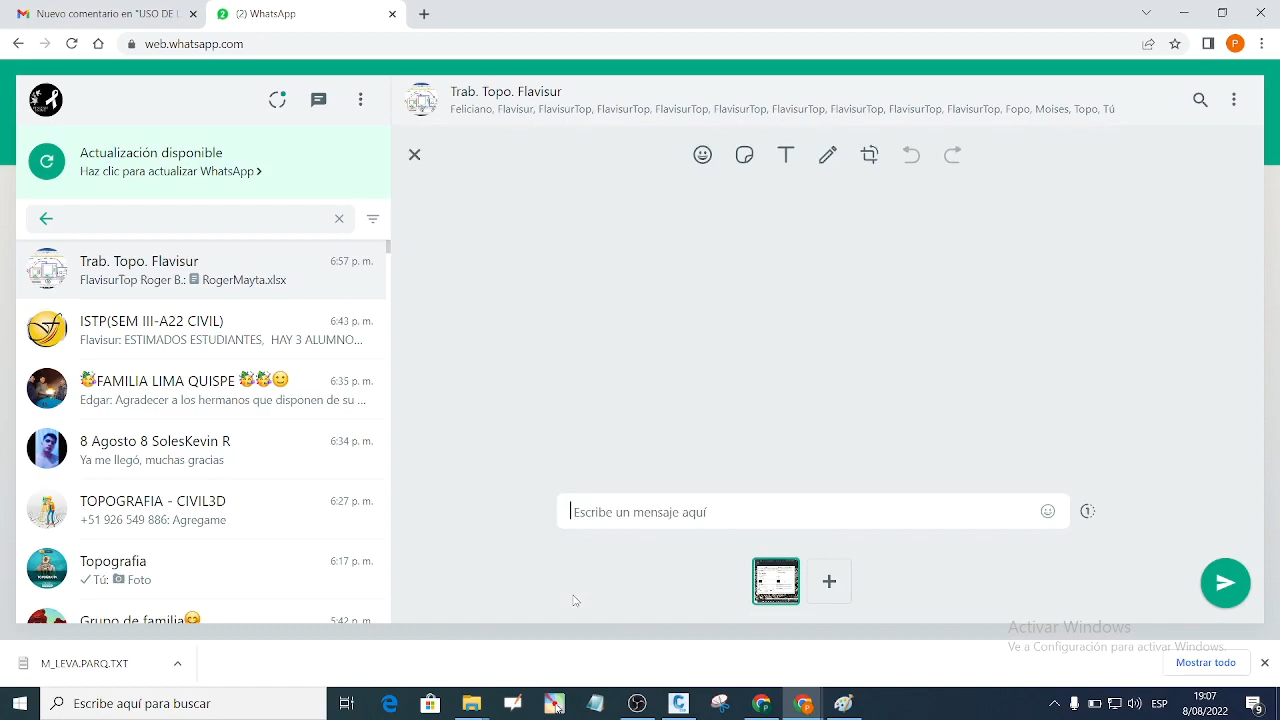 Nuevo comentario en "USO DE L
(2) WhatsApp
web.whatsapp.com
P
Actualización disponible
Haz clic para actualizar WhatsApp
Trab. Topo. Flavisur
6:57 p. m.
FlavisurTop Roger B.: RogerMayta.xlsx
ISTP(SEM III-A22 CIVIL)
6:43 p. m.
Flavisur: ESTIMADOS ESTUDIANTES, HAY 3 ALUMNO...
FAMILIA LIMA QUISPE
6:35 p. m.
Edgar: Agradecer a los hermanos que disponen de su ...
8 Agosto 8 SolesKevin R
6:34 p. m.
Ya me llegó, muchas gracias
TOPOGRAFIA - CIVIL3D
6:27 p. m.
+51 926 549 886: Agregame
Topografia
6:17 p. m.
Tú: Foto
Grupo de familia
5:42 p. m.
Trab. Topo. Flavisur
Feliciano, Flavisur, FlavisurTop, FlavisurTop, FlavisurTop, FlavisurTop, FlavisurTop, FlavisurTop, FlavisurTop, FlavisurTop, Fopo, Moises, Topo, Tú
Escribe un mensaje aquí
Activar Windows
Ve a Configuración para activar Windows.
M_LEVA.PARQ.TXT
Mostrar todo
Escribe aquí para buscar
ESP
19:07
8/08/2022